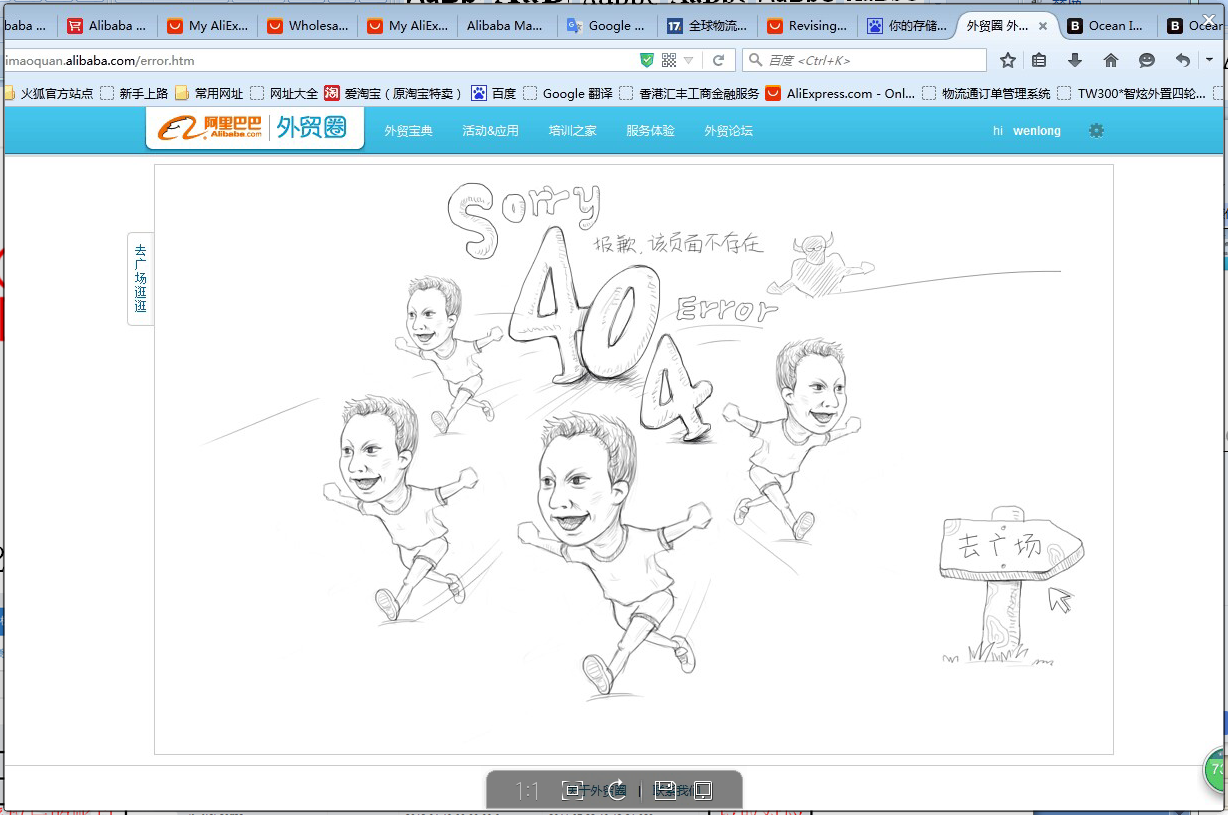 baba ... Alibaba ... My AliEx... Wholesa... My AliEx... Alibaba Ma... Google ... 全球物流... Revising... 你的存储... 外贸圈 外... × B Ocean I... B Ocean
imaoquan.alibaba.com/error.htm 百度 <Ctrl+K>
火狐官方站点 新手上路 常用网址 网址大全 淘 爱淘宝（原淘宝特卖） 百度 Google 翻译 香港汇丰工商金融服务 AliExpress.com - Onl... 物流通订单管理系统 TW300*智炫外置四轮...
阿里巴巴 Alibaba.com 外贸圈 外贸宝典 活动&应用 培训之家 服务体验 外贸论坛 hi wenlong
去广场逛逛
Sorry
报歉,该页面不存在
404 Error
去广场
1:1